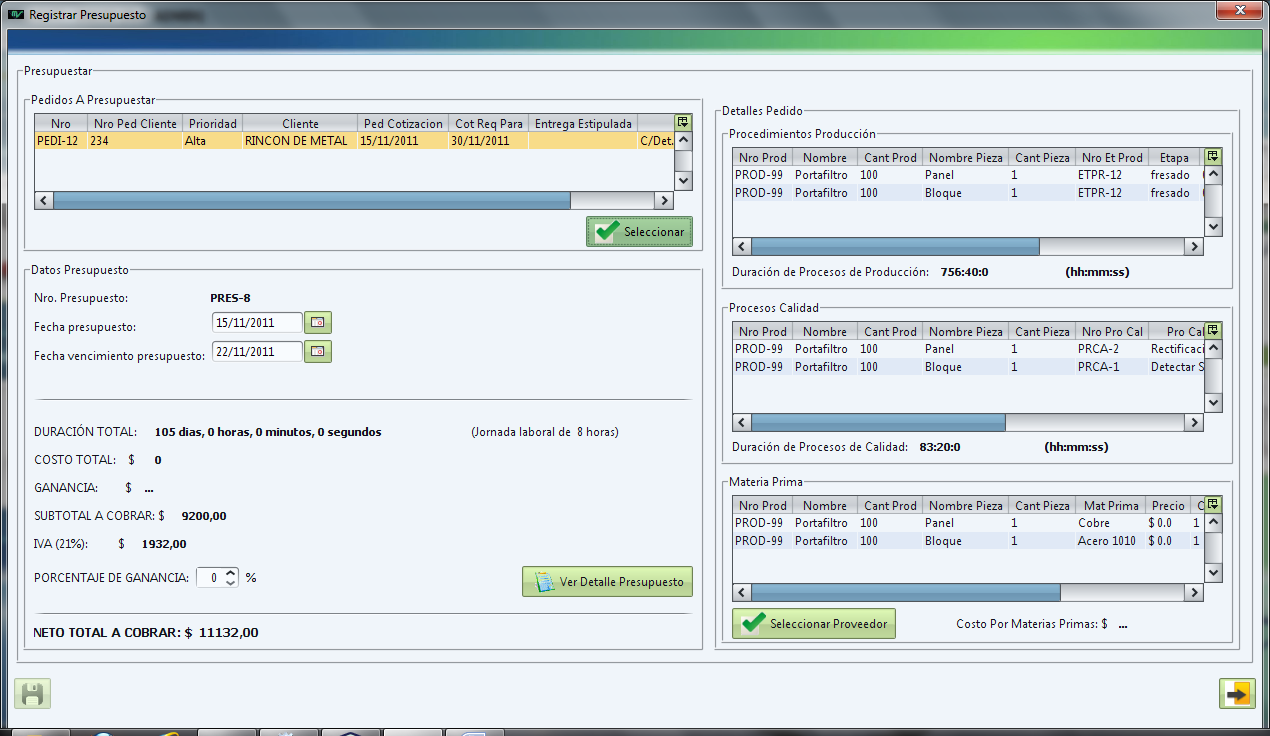 Registrar Presupuesto
Presupuestar
Pedidos A Presupuestar
Nro Nro Ped Cliente Prioridad Cliente Ped Cotizacion Cot Req Para Entrega Estipulada
PEDI-12 234 Alta RINCON DE METAL 15/11/2011 30/11/2011 C/Det.
Seleccionar
Datos Presupuesto
Nro. Presupuesto: PRES-8
Fecha presupuesto: 15/11/2011
Fecha vencimiento presupuesto: 22/11/2011
DURACIÓN TOTAL: 105 dias, 0 horas, 0 minutos, 0 segundos (Jornada laboral de 8 horas)
COSTO TOTAL: $ 0
GANANCIA: $ ...
SUBTOTAL A COBRAR: $ 9200,00
IVA (21%): $ 1932,00
PORCENTAJE DE GANANCIA: 0 %
Ver Detalle Presupuesto
NETO TOTAL A COBRAR: $ 11132,00
Detalles Pedido
Procedimientos Producción
Nro Prod Nombre Cant Prod Nombre Pieza Cant Pieza Nro Et Prod Etapa
PROD-99 Portafiltro 100 Panel 1 ETPR-12 fresado
PROD-99 Portafiltro 100 Bloque 1 ETPR-12 fresado
Duración de Procesos de Producción: 756:40:0 (hh:mm:ss)
Procesos Calidad
Nro Prod Nombre Cant Prod Nombre Pieza Cant Pieza Nro Pro Cal Pro Cal
PROD-99 Portafiltro 100 Panel 1 PRCA-2 Rectificaci
PROD-99 Portafiltro 100 Bloque 1 PRCA-1 Detectar S
Duración de Procesos de Calidad: 83:20:0 (hh:mm:ss)
Materia Prima
Nro Prod Nombre Cant Prod Nombre Pieza Cant Pieza Mat Prima Precio C
PROD-99 Portafiltro 100 Panel 1 Cobre $ 0.0 1
PROD-99 Portafiltro 100 Bloque 1 Acero 1010 $ 0.0 1
Seleccionar Proveedor
Costo Por Materias Primas: $ ...